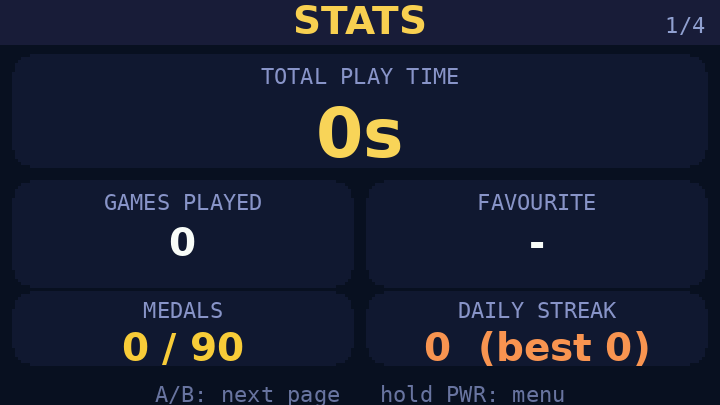 STATS
1/4
TOTAL PLAY TIME
0s
GAMES PLAYED
0
FAVOURITE
-
MEDALS
0 / 90
DAILY STREAK
0 (best 0)
A/B: next page hold PWR: menu